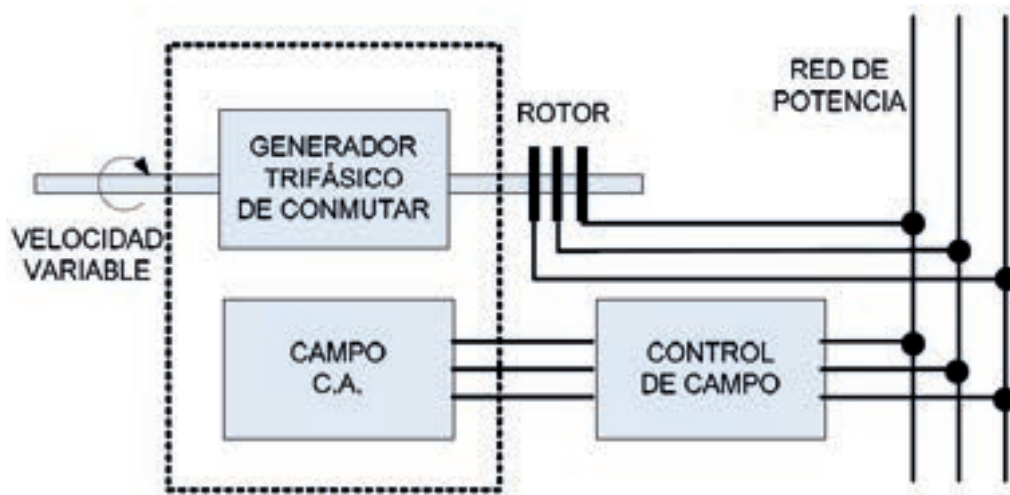 RED DE
POTENCIA
ROTOR
GENERADOR
TRIFÁSICO
DE CONMUTAR
VELOCIDAD
VARIABLE
CAMPO
C.A.
CONTROL
DE CAMPO